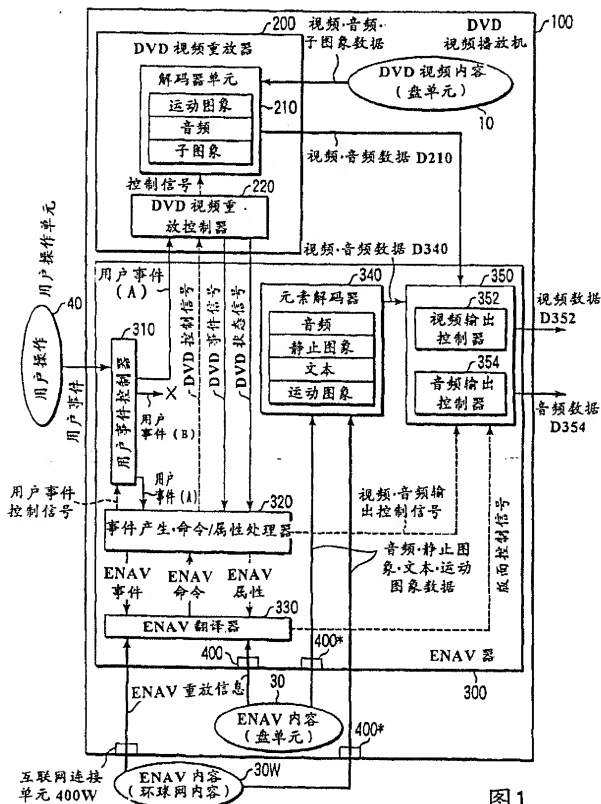 200
视频·音频·
子图象数据
DVD
视频播放机
100
DVD 视频重放器
解码器单元
运动图象
音频
子图象
210
DVD 视频内容
(盘单元)
10
控制信号
220
视频·音频数据 D210
DVD 视频重
放控制器
用户操作单元
40
用户操作
用户事件
用户事件
(A)
310
用户事件控制器
用户
事件 (B)
用户
事件(A)
DVD 控制信号
DVD 事件信号
DVD 状态信号
视频·音频数据 D340
340
元素解码器
音频
静止图象
文本
运动图象
350
352
视频输出
控制器
354
音频输出
控制器
视频数据
D352
音频数据
D354
用户事件
控制信号
320
事件产生·命令/属性处理器
视频·音频输
出控制信号
版面控制信号
音频·静止图
象·文本·运动
图象数据
ENAV
事件
ENAV
命令
ENAV
属性
330
ENAV 翻译器
400
400*
ENAV 器
300
ENAV 重放信息
30
ENAV 内容
(盘单元)
400*
互联网连接
单元 400W
ENAV 内容
(环球网内容)
30W
图1